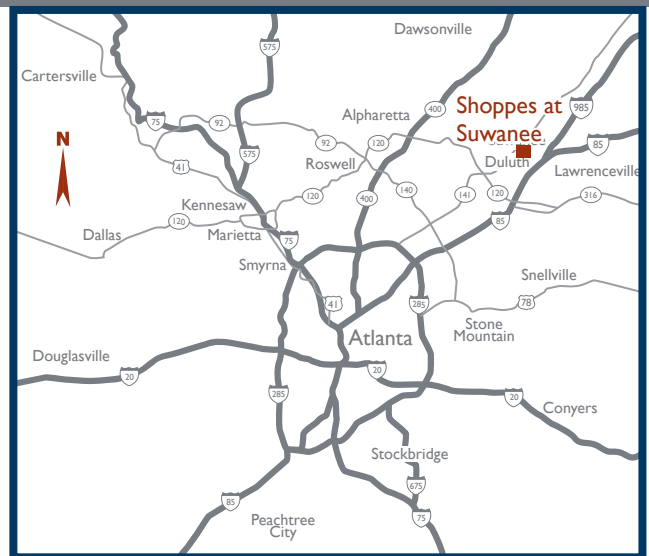 575
Dawsonville
Cartersville
400
Shoppes at
Suwanee
985
75
92
Alpharetta
92
120
85
575
Roswell
Duluth
41
Lawrenceville
120
400
140
141
120
316
Kennesaw
120
85
Dallas
Marietta
75
Smyrna
Snellville
N
41
285
78
Stone
Mountain
Atlanta
Douglasville
20
20
285
20
Conyers
Stockbridge
675
85
75
Peachtree
City